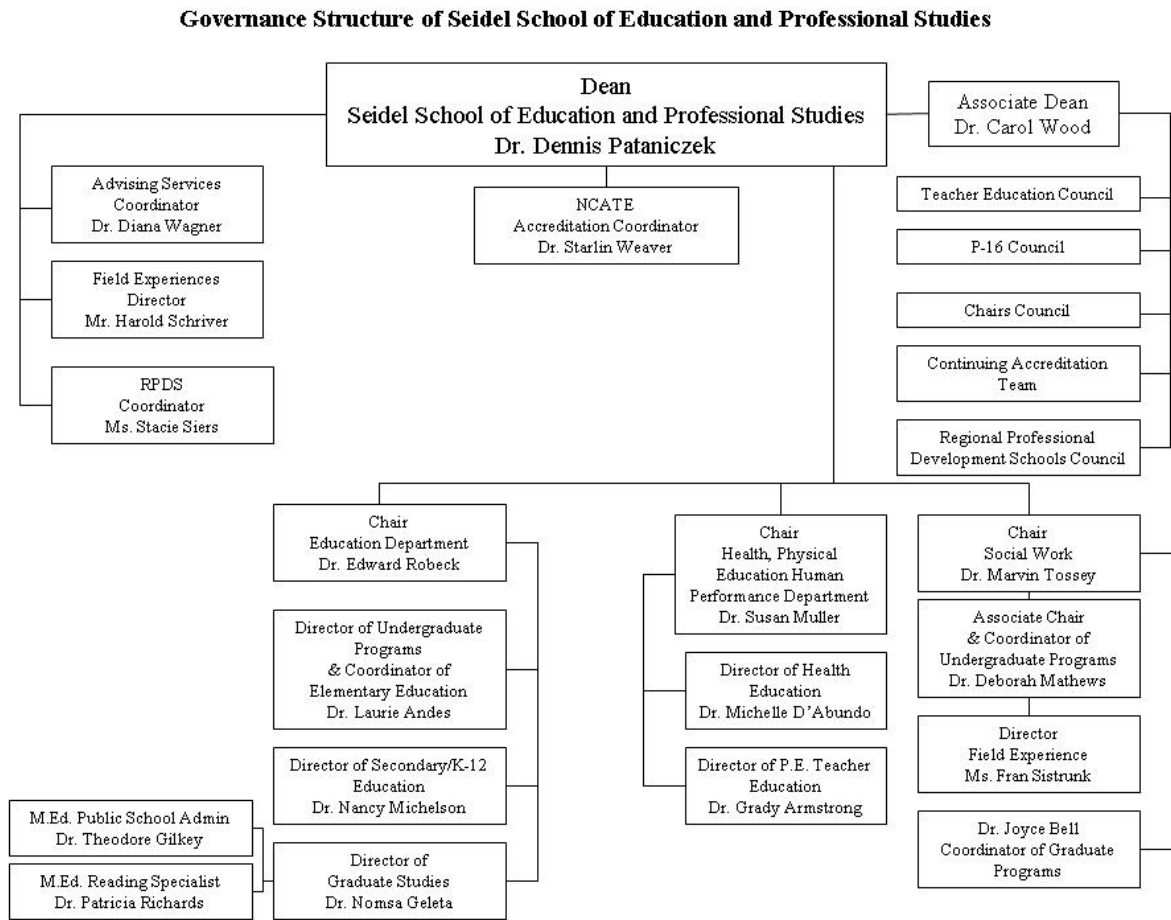 Governance Structure of Seidel School of Education and Professional Studies
Dean
Seidel School of Education and Professional Studies
Dr. Dennis Pataniczek
Associate Dean
Dr. Carol Wood
Advising Services
Coordinator
Dr. Diana Wagner
NCATE
Accreditation Coordinator
Dr. Starlin Weaver
Teacher Education Council
P-16 Council
Field Experiences
Director
Mr. Harold Schriver
Chairs Council
Continuing Accreditation
Team
RPDS
Coordinator
Ms. Stacie Siers
Regional Professional
Development Schools Council
Chair
Education Department
Dr. Edward Robeck
Director of Undergraduate
Programs
& Coordinator of
Elementary Education
Dr. Laurie Andes
Director of Secondary/K-12
Education
Dr. Nancy Michelson
M.Ed. Public School Admin
Dr. Theodore Gilkey
M.Ed. Reading Specialist
Dr. Patricia Richards
Director of
Graduate Studies
Dr. Nomsa Geleta
Chair
Health, Physical
Education Human
Performance Department
Dr. Susan Muller
Director of Health
Education
Dr. Michelle D’Abundo
Director of P.E. Teacher
Education
Dr. Grady Armstrong
Chair
Social Work
Dr. Marvin Tossey
Associate Chair
& Coordinator of
Undergraduate Programs
Dr. Deborah Mathews
Director
Field Experience
Ms. Fran Sistrunk
Dr. Joyce Bell
Coordinator of Graduate
Programs